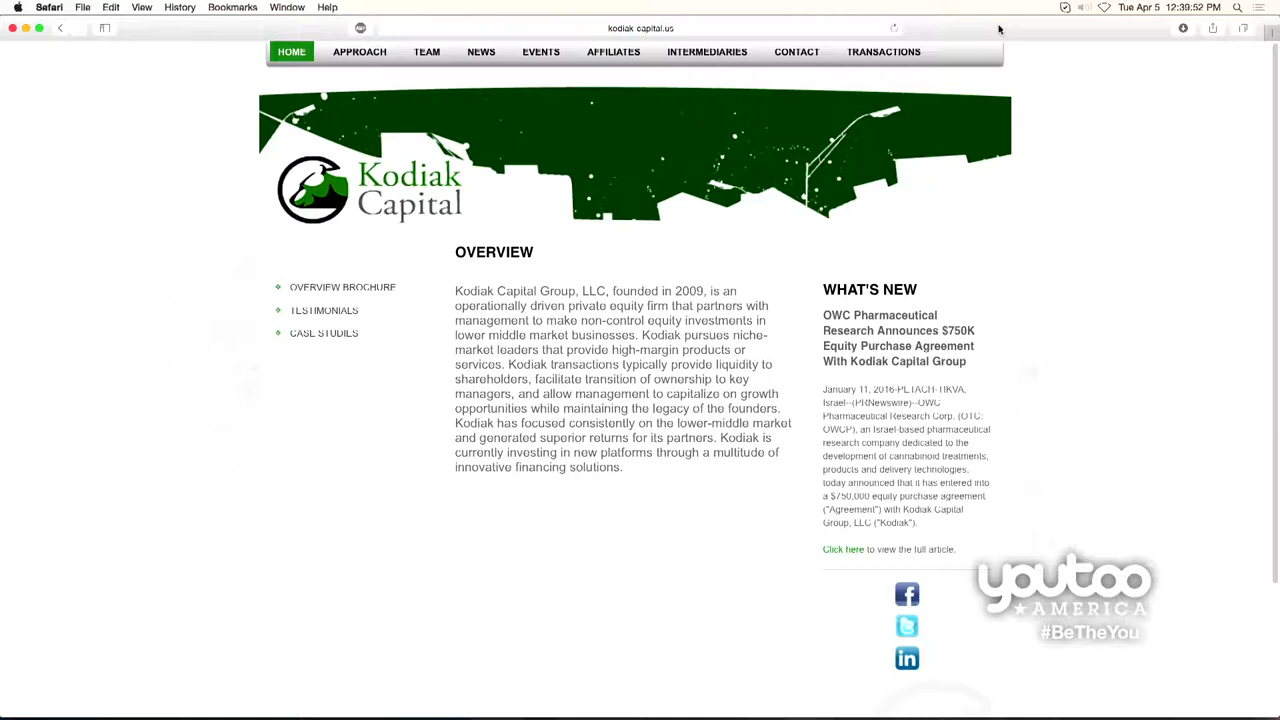 Safari File Edit View History Bookmarks Window Help Tue Apr 5 12:39:52 PM
kodiak-capital.us
HOME APPROACH TEAM NEWS EVENTS AFFILIATES INTERMEDIARIES CONTACT TRANSACTIONS
Kodiak
Capital
OVERVIEW BROCHURE
TESTIMONIALS
CASE STUDIES
OVERVIEW
Kodiak Capital Group, LLC, founded in 2009, is an
operationally driven private equity firm that partners with
management to make non-control equity investments in
lower middle market businesses. Kodiak pursues niche-
market leaders that provide high-margin products or
services. Kodiak transactions typically provide liquidity to
shareholders, facilitate transition of ownership to key
managers, and allow management to capitalize on growth
opportunities while maintaining the legacy of the founders.
Kodiak has focused consistently on the lower-middle market
and generated superior returns for its partners. Kodiak is
currently investing in new platforms through a multitude of
innovative financing solutions.
WHAT'S NEW
OWC Pharmaceutical
Research Announces $750K
Equity Purchase Agreement
With Kodiak Capital Group
January 11, 2016-PETACH-TIKVA,
Israel--(PRNewswire)--OWC
Pharmaceutical Research Corp. (OTC:
OWCP), an Israel-based pharmaceutical
research company dedicated to the
development of cannabinoid treatments,
products and delivery technologies,
today announced that it has entered into
a $750,000 equity purchase agreement
("Agreement") with Kodiak Capital
Group, LLC ("Kodiak").
Click here to view the full article.
youtoo
AMERICA
#BeTheYou